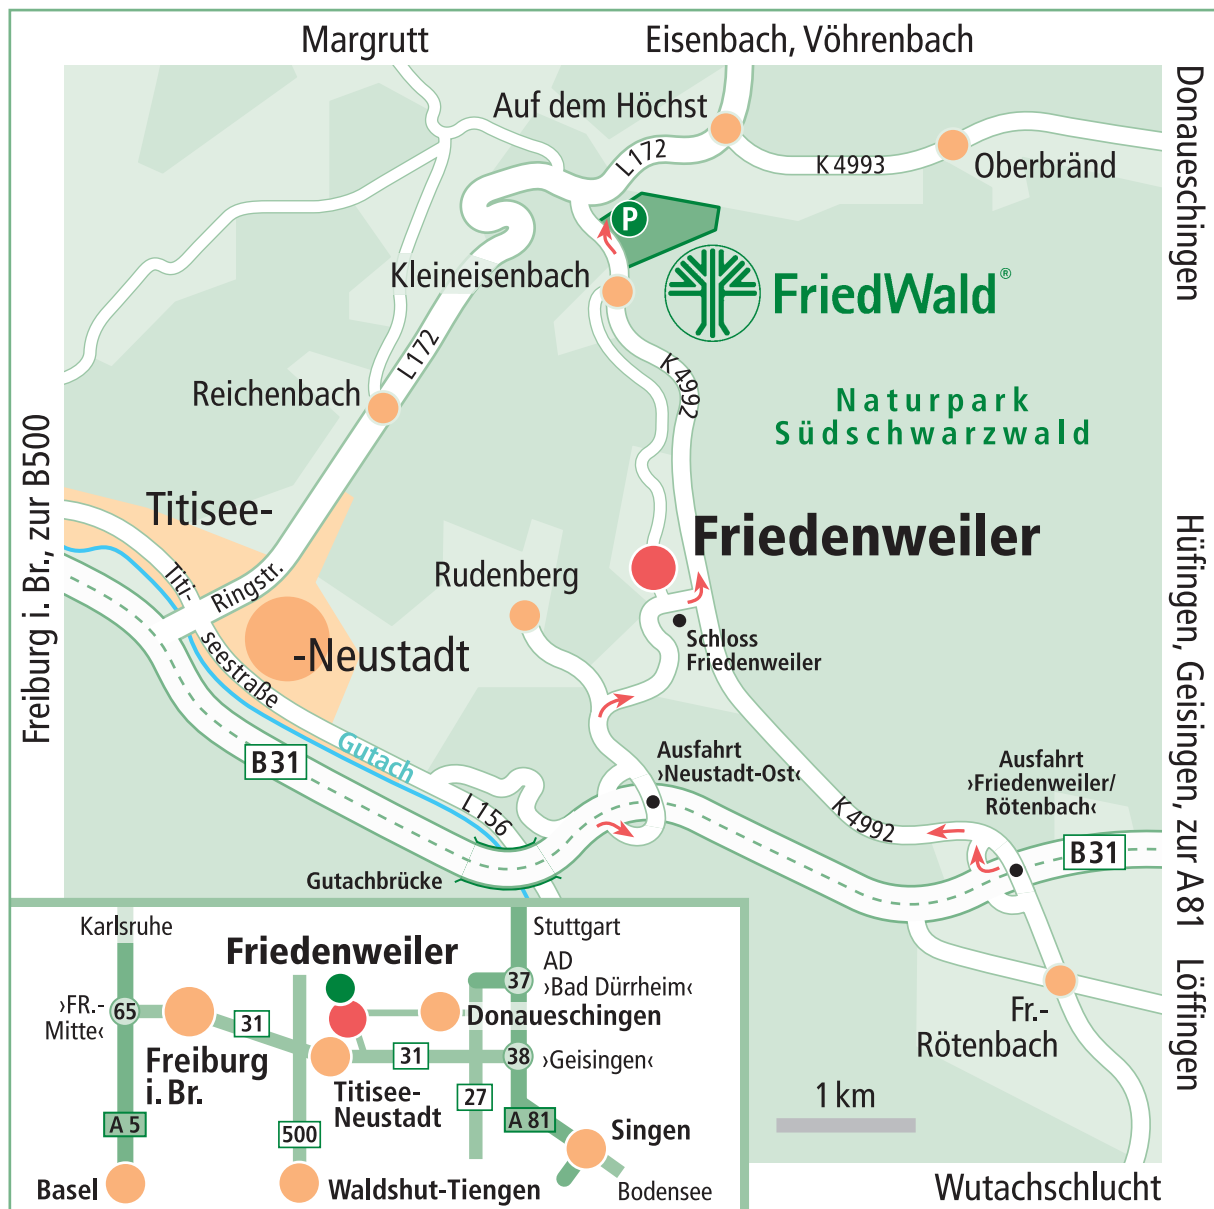 Margrutt
Eisenbach, Vöhrenbach
Donaueschingen
Auf dem Höchst
L 172
K 4993
Oberbränd
P
Kleineisenbach
FriedWald®
L 172
K 4992
Reichenbach
Naturpark
Südschwarzwald
Freiburg i. Br., zur B500
Titisee-
Friedenweiler
Hüfingen, Geisingen, zur A 81
Rudenberg
Titi-
Ringstr.
seestraße
-Neustadt
Schloss
Friedenweiler
Gutach
B 31
Ausfahrt
›Neustadt-Ost‹
Ausfahrt
›Friedenweiler/
Rötenbach‹
L 156
K 4992
B 31
Gutachbrücke
Löffingen
Fr.-
Rötenbach
1 km
Wutachschlucht
Karlsruhe
Stuttgart
Friedenweiler
AD
›Bad Dürrheim‹
37
›FR.-
Mitte‹
65
31
Donaueschingen
Freiburg
i. Br.
31
38
›Geisingen‹
Titisee-
Neustadt
27
A 5
500
A 81
Singen
Basel
Waldshut-Tiengen
Bodensee